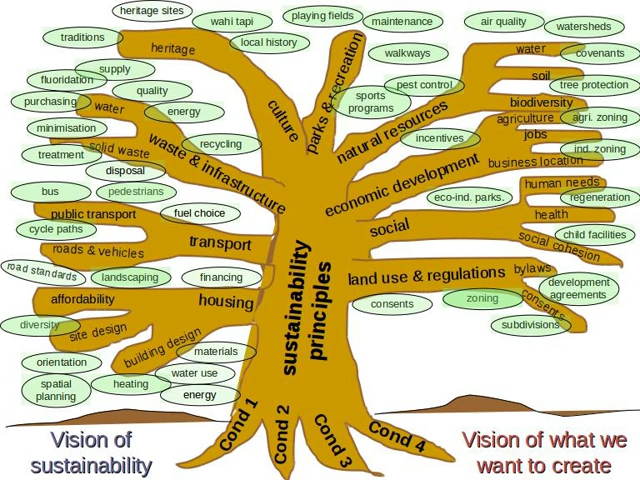 heritage sites
wahi tapi
playing fields
maintenance
air quality
watersheds
traditions
heritage
local history
parks & recreation
walkways
water
covenants
supply
fluoridation
quality
purchasing
water
energy
culture
sports
programs
pest control
natural resources
soil
tree protection
biodiversity
agriculture
agri. zoning
minimisation
solid waste
treatment
recycling
waste & infrastructure
disposal
incentives
jobs
ind. zoning
business location
economic development
bus
pedestrians
public transport
fuel choice
cycle paths
roads & vehicles
transport
eco-ind. parks.
human needs
regeneration
health
child facilities
social cohesion
social
road standards
landscaping
financing
affordability
housing
diversity
site design
building design
land use & regulations
bylaws
development
agreements
consents
consents
zoning
subdivisions
sustainability
principles
orientation
materials
water use
spatial
planning
heating
energy
Cond 1
Cond 2
Cond 3
Cond 4
Vision of
sustainability
Vision of what we
want to create